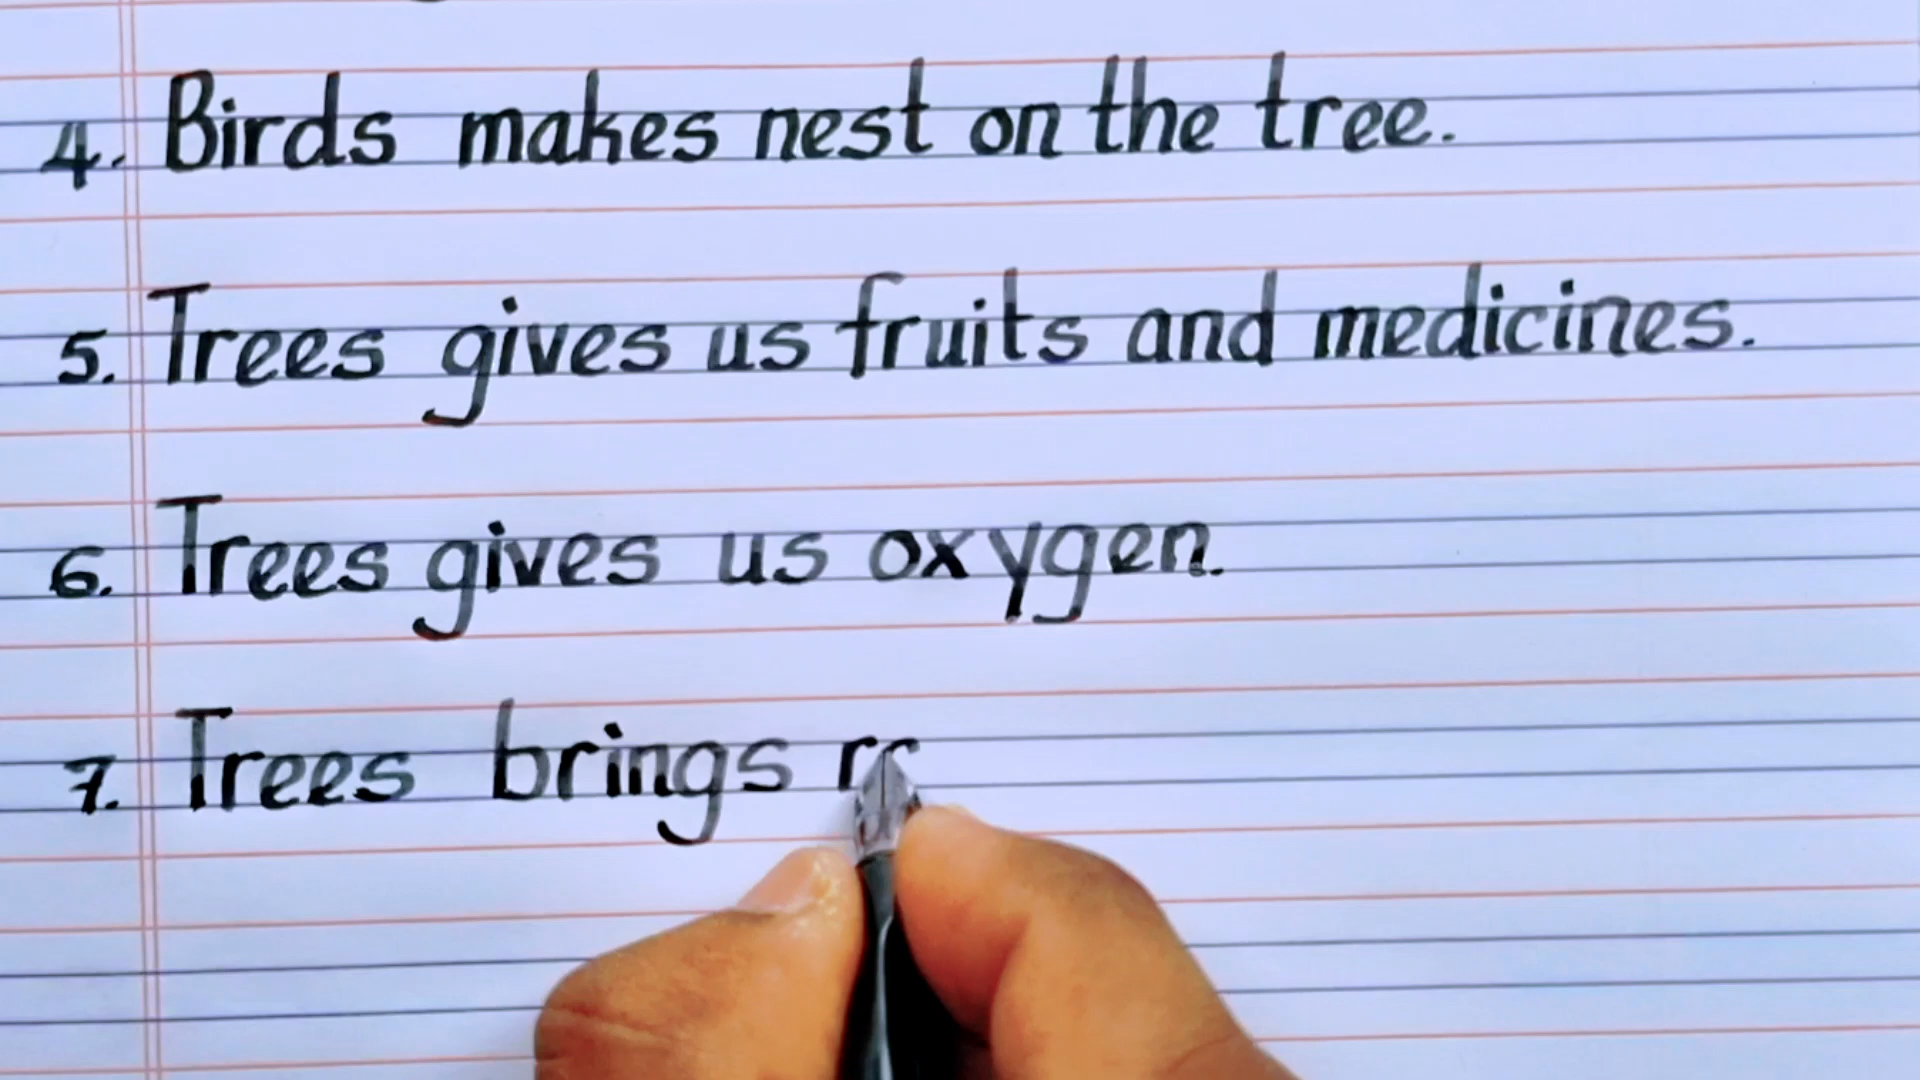 4. Birds makes nest on the tree.
5. Trees gives us fruits and medicines.
6. Trees gives us oxygen.
7. Trees brings